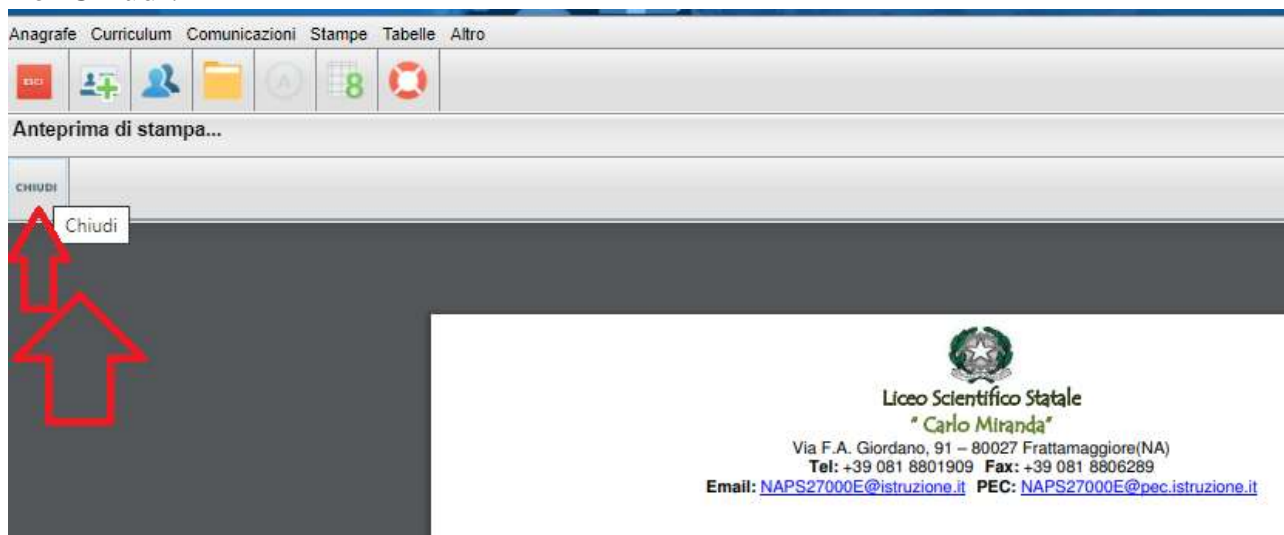 Anagrafe Curriculum Comunicazioni Stampe Tabelle Altro
ESCI A 8
Anteprima di stampa...
CHIUDI
Chiudi
Liceo Scientifico Statale
" Carlo Miranda"
Via F.A. Giordano, 91 – 80027 Frattamaggiore(NA)
Tel: +39 081 8801909 Fax: +39 081 8806289
Email: NAPS27000E@istruzione.it PEC: NAPS27000E@pec.istruzione.it